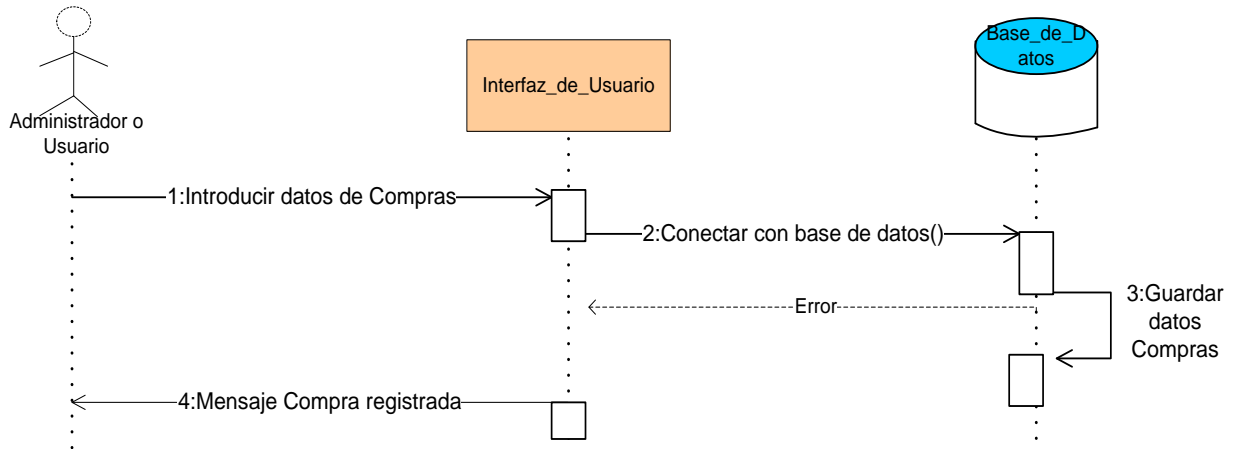 Base_de_D
atos
Interfaz_de_Usuario
Administrador o
Usuario
1:Introducir datos de Compras
2:Conectar con base de datos()
Error
3:Guardar
datos
Compras
4:Mensaje Compra registrada